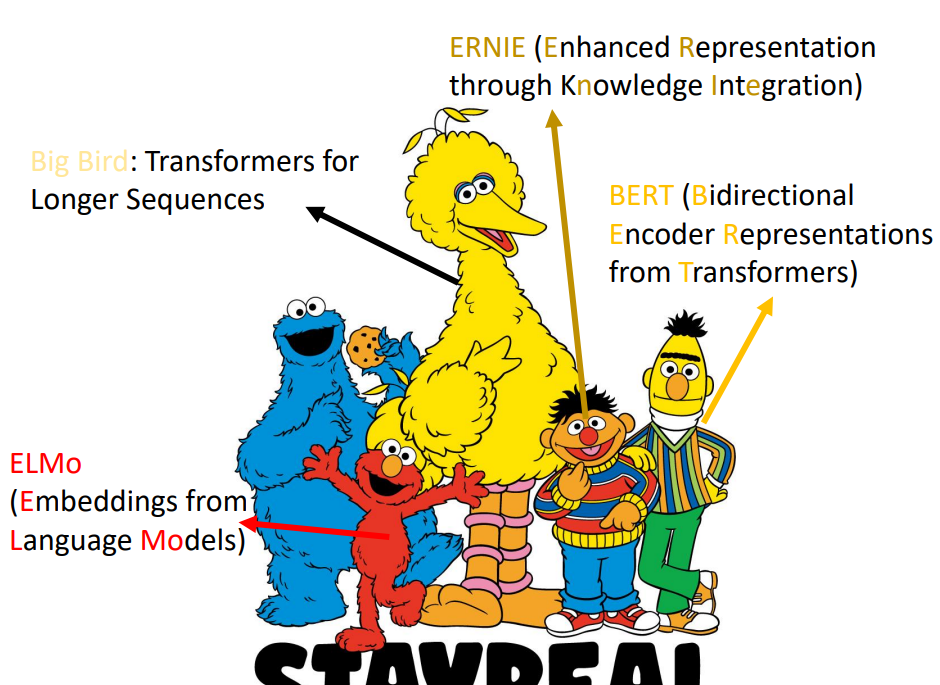 ERNIE (Enhanced Representation
through Knowledge Integration)
Big Bird: Transformers for
Longer Sequences
BERT (Bidirectional
Encoder Representations
from Transformers)
ELMo
(Embeddings from
Language Models)
STAYREAL